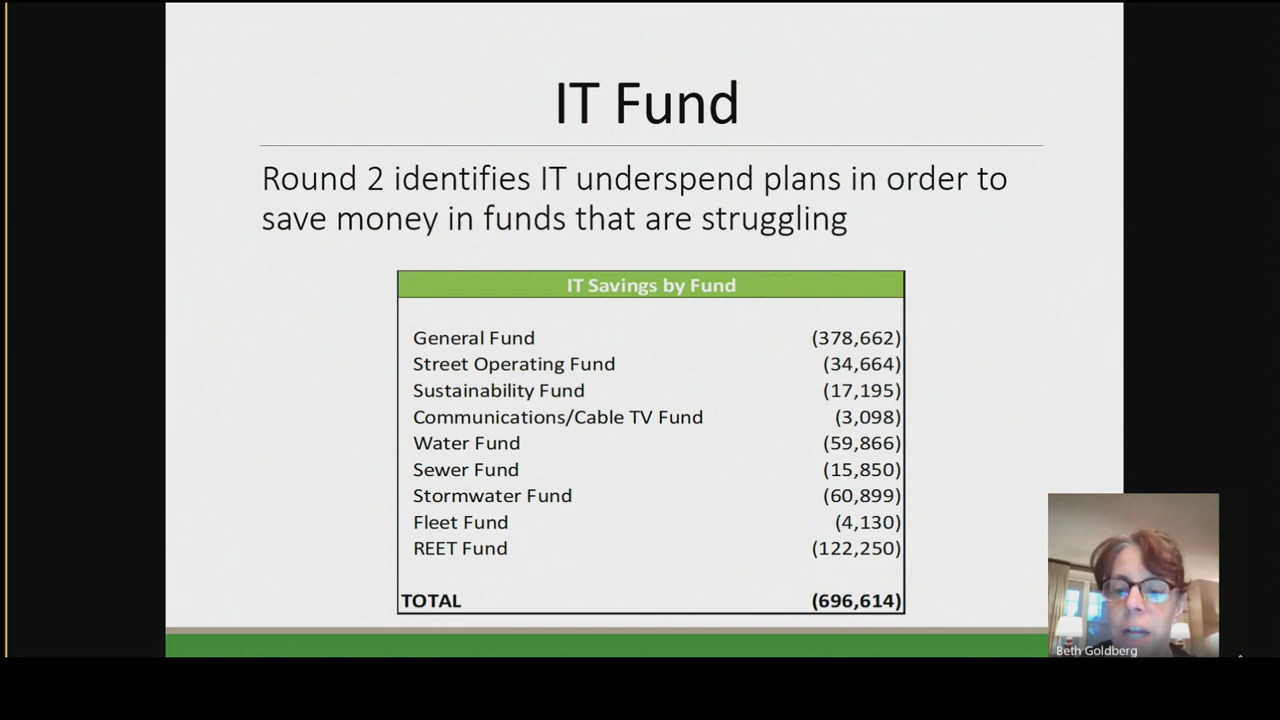 IT Fund
Round 2 identifies IT underspend plans in order to
save money in funds that are struggling
IT Savings by Fund
General Fund (378,662)
Street Operating Fund (34,664)
Sustainability Fund (17,195)
Communications/Cable TV Fund (3,098)
Water Fund (59,866)
Sewer Fund (15,850)
Stormwater Fund (60,899)
Fleet Fund (4,130)
REET Fund (122,250)
TOTAL (696,614)
Beth Goldberg